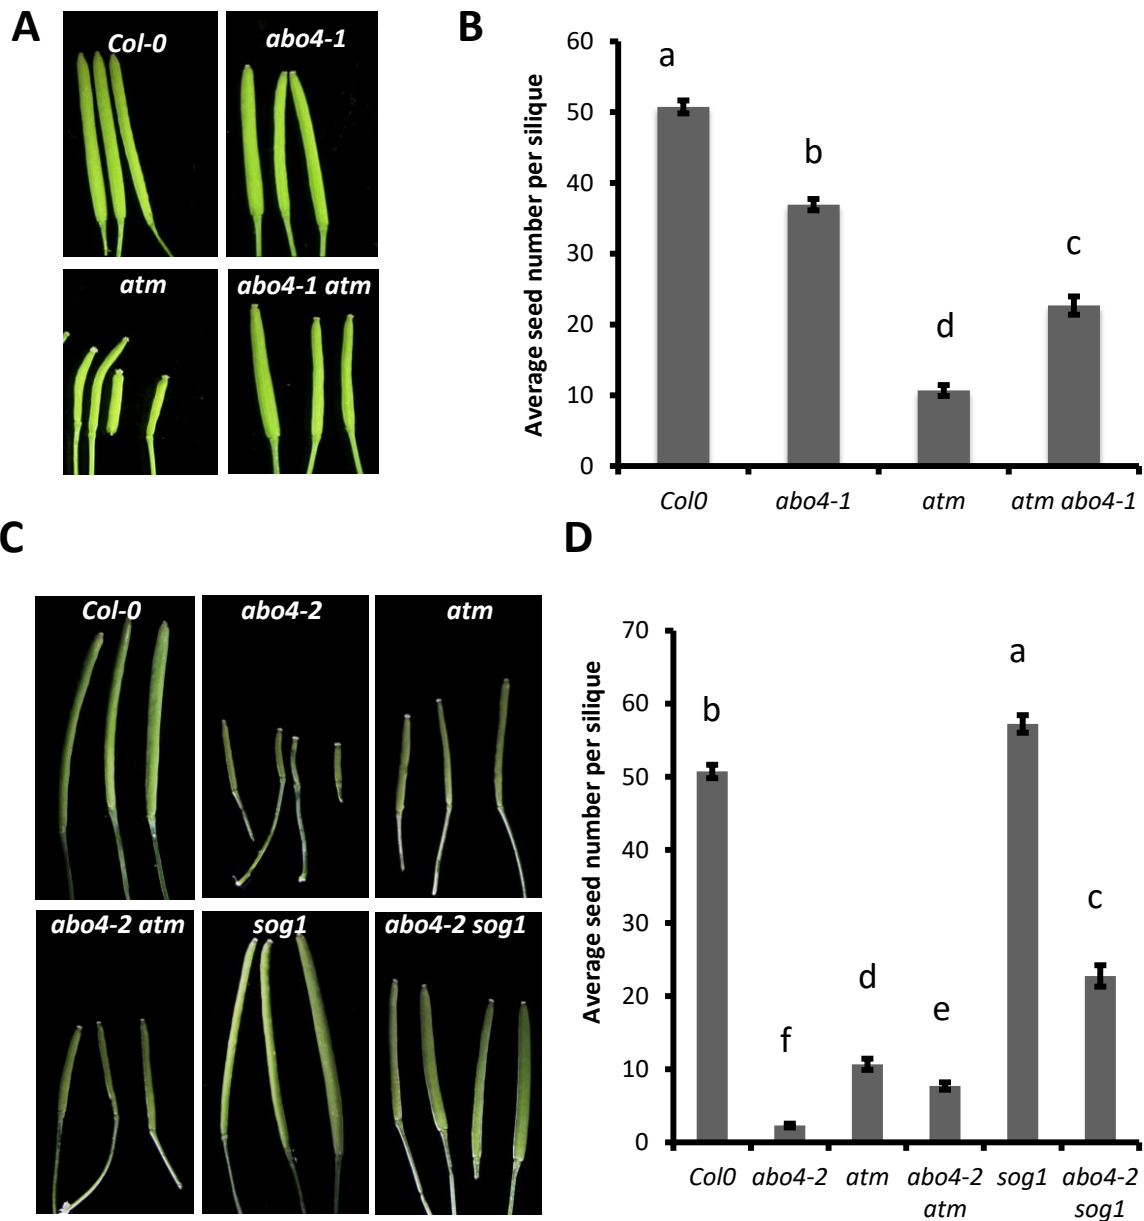 A
Col-0
abo4-1
atm
abo4-1 atm
B
Average seed number per silique
60
50
40
30
20
10
0
a
b
d
c
Col0
abo4-1
atm
atm abo4-1
C
Col-0
abo4-2
atm
abo4-2 atm
sog1
abo4-2 sog1
D
Average seed number per silique
70
60
50
40
30
20
10
0
b
f
d
e
a
c
Col0
abo4-2
atm
abo4-2
atm
sog1
abo4-2
sog1